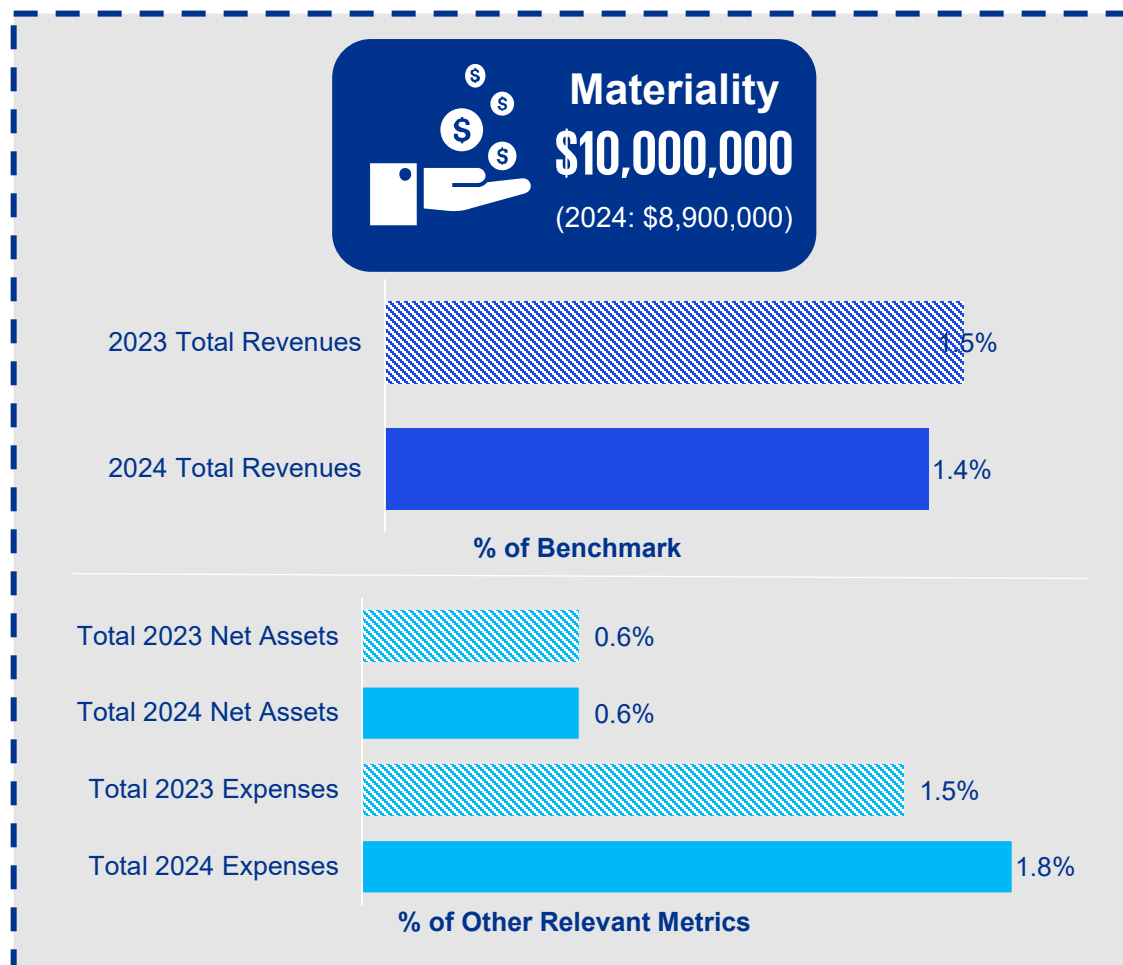 $
$
$
$
Materiality
$10,000,000
(2024: $8,900,000)
2023 Total Revenues 1.5%
2024 Total Revenues 1.4%
% of Benchmark
Total 2023 Net Assets 0.6%
Total 2024 Net Assets 0.6%
Total 2023 Expenses 1.5%
Total 2024 Expenses 1.8%
% of Other Relevant Metrics